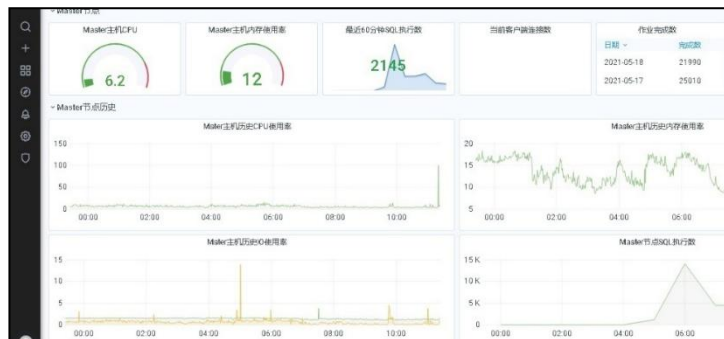 Master节点
Master主机CPU
6.2
Master主机内存使用率
12
最近60分钟SQL执行数
2145
当前客户端连接数
作业完成数
日期 完成数
2021-05-18 21990
2021-05-17 25010
Master节点历史
Master主机历史CPU使用率
150
100
50
0
00:00 02:00 04:00 06:00 08:00 10:00
Master主机历史内存使用率
20
15
10
5
00:00 02:00 04:00 06:00
Master主机历史IO使用率
15
10
5
0
00:00 02:00 04:00 06:00 08:00 10:00
Master节点SQL执行数
15 K
10 K
5 K
0
00:00 02:00 04:00 06:00